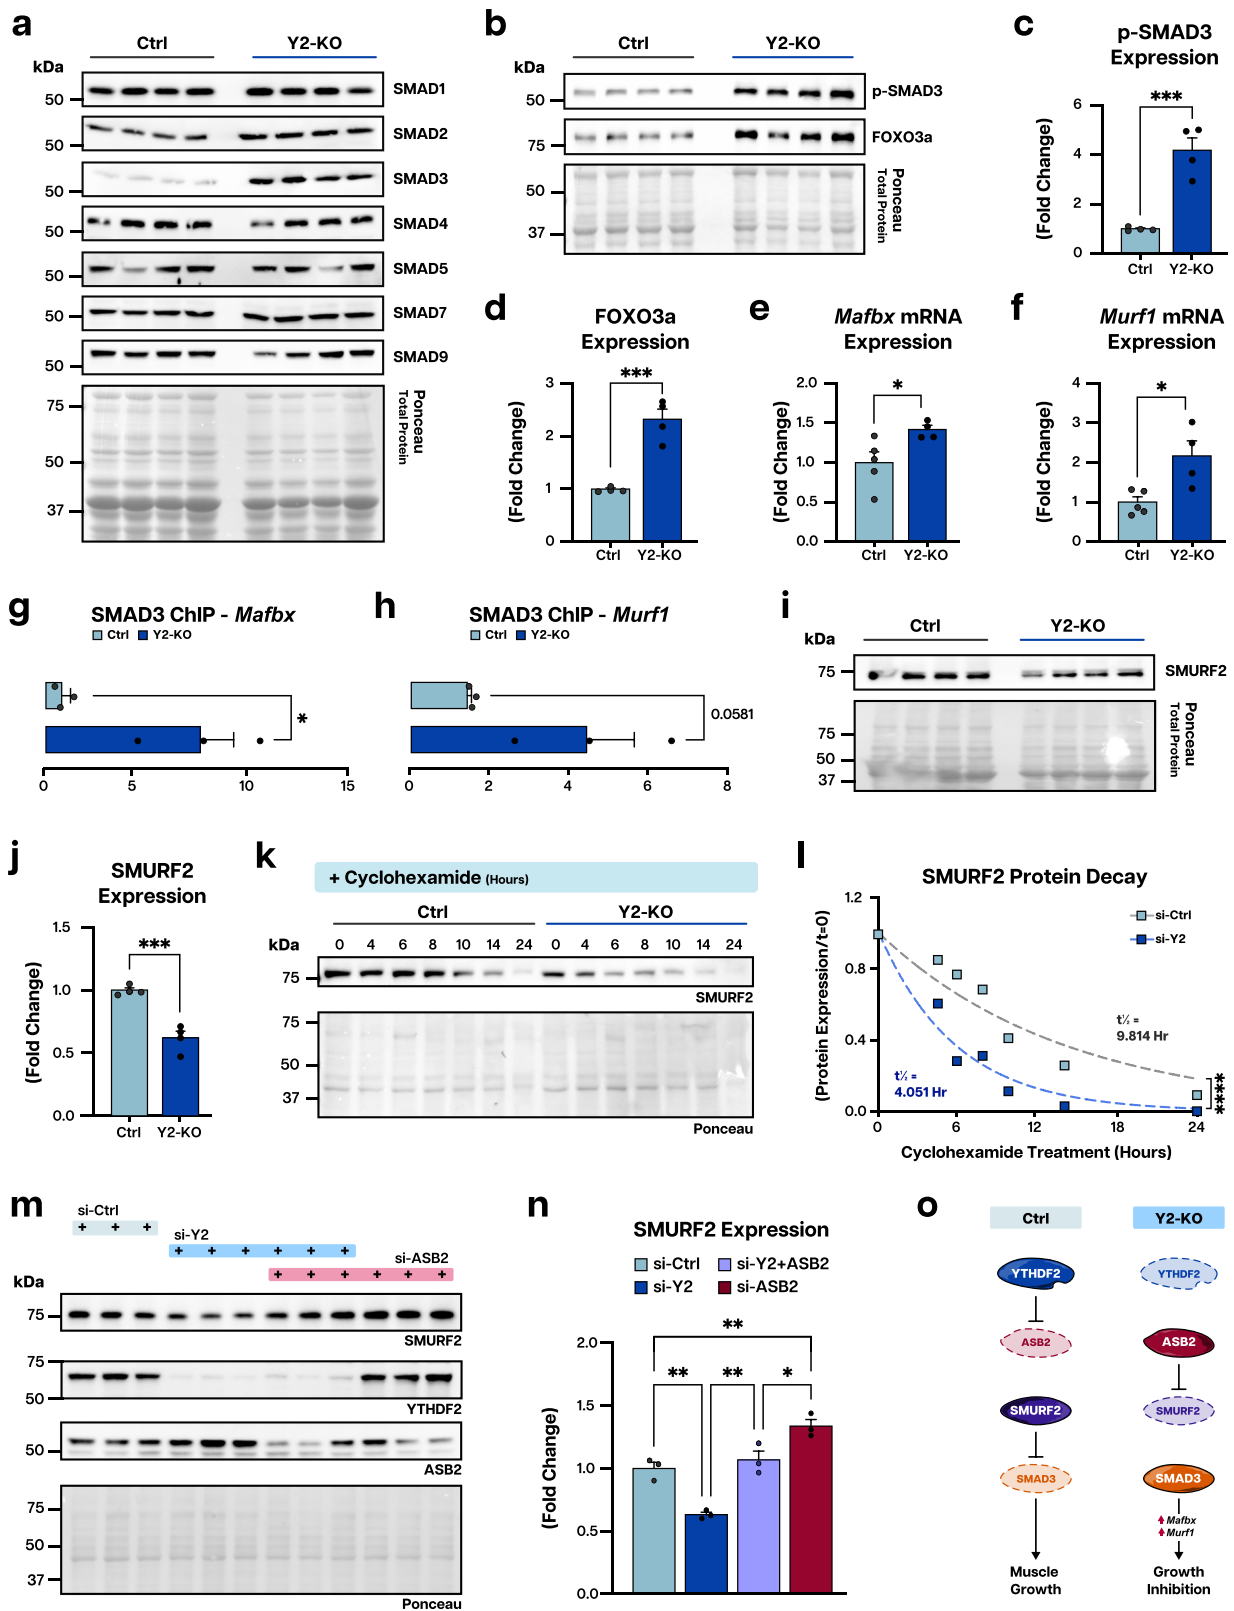 a
Ctrl
Y2-KO
kDa
50
SMAD1
50
SMAD2
50
SMAD3
50
SMAD4
50
SMAD5
50
SMAD7
50
SMAD9
75
50
37
Ponceau
Total Protein
b
Ctrl
Y2-KO
kDa
50
p-SMAD3
75
FOXO3a
50
37
Ponceau
Total Protein
c
p-SMAD3
Expression
(Fold Change)
6
4
2
0
***
Ctrl
Y2-KO
d
FOXO3a
Expression
(Fold Change)
3
2
1
0
***
Ctrl
Y2-KO
e
Mafbx mRNA
Expression
(Fold Change)
2.0
1.5
1.0
0.5
0.0
*
Ctrl
Y2-KO
f
Murf1 mRNA
Expression
(Fold Change)
4
3
2
1
0
*
Ctrl
Y2-KO
g
SMAD3 ChIP - Mafbx
Ctrl
Y2-KO
*
0
5
10
15
h
SMAD3 ChIP - Murf1
Ctrl
Y2-KO
0.0581
0
2
4
6
8
i
Ctrl
Y2-KO
kDa
75
SMURF2
75
50
37
Ponceau
Total Protein
j
SMURF2
Expression
(Fold Change)
1.5
1.0
0.5
0.0
***
Ctrl
Y2-KO
k
+ Cyclohexamide (Hours)
Ctrl
Y2-KO
kDa
0 4 6 8 10 14 24 0 4 6 8 10 14 24
75
SMURF2
75
50
37
Ponceau
l
SMURF2 Protein Decay
(Protein Expression/t=0)
1.2
0.8
0.4
0.0
si-Ctrl
si-Y2
t½ =
9.814 Hr
t½ =
4.051 Hr
****
0
6
12
18
24
Cyclohexamide Treatment (Hours)
m
si-Ctrl
+ + +
si-Y2
+ + + + + +
si-ASB2
+ + + + + +
kDa
75
SMURF2
75
50
YTHDF2
50
ASB2
75
50
37
Ponceau
n
SMURF2 Expression
si-Ctrl
si-Y2+ASB2
si-Y2
si-ASB2
(Fold Change)
2.0
1.5
1.0
0.5
0.0
**
**
**
*
o
Ctrl
Y2-KO
YTHDF2
YTHDF2
ASB2
ASB2
SMURF2
SMURF2
SMAD3
SMAD3
Mafbx
Murf1
Muscle
Growth
Growth
Inhibition